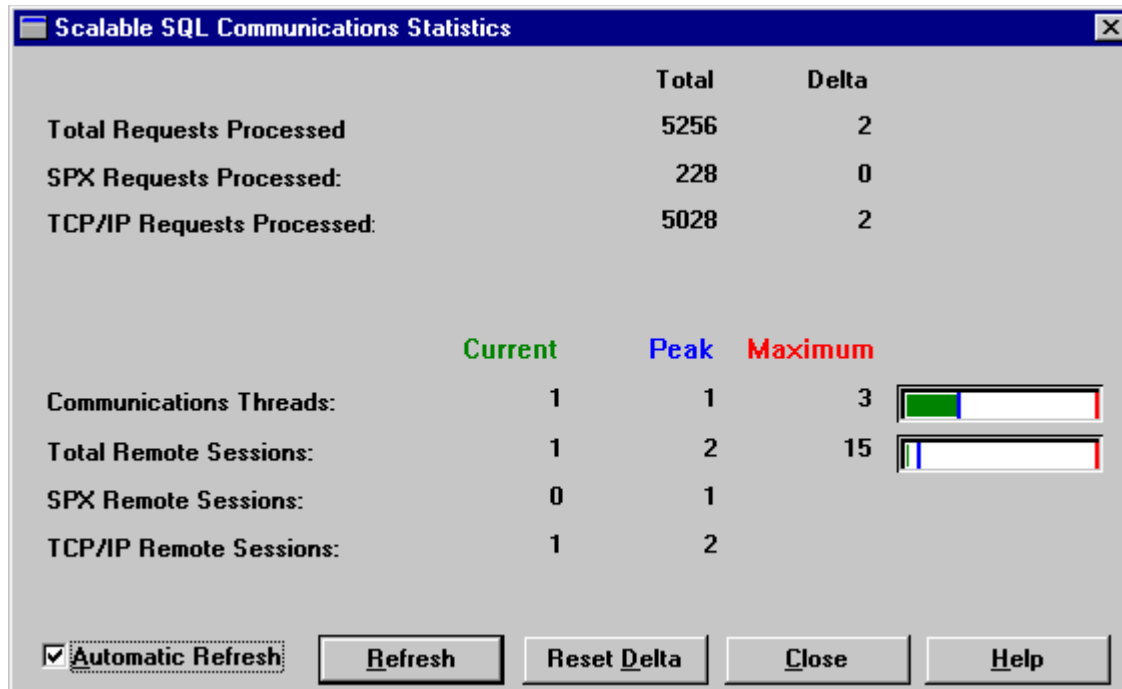 Scalable SQL Communications Statistics
Total Delta
Total Requests Processed 5256 2
SPX Requests Processed: 228 0
TCP/IP Requests Processed: 5028 2
Current Peak Maximum
Communications Threads: 1 1 3
Total Remote Sessions: 1 2 15
SPX Remote Sessions: 0 1
TCP/IP Remote Sessions: 1 2
Automatic Refresh Refresh Reset Delta Close Help